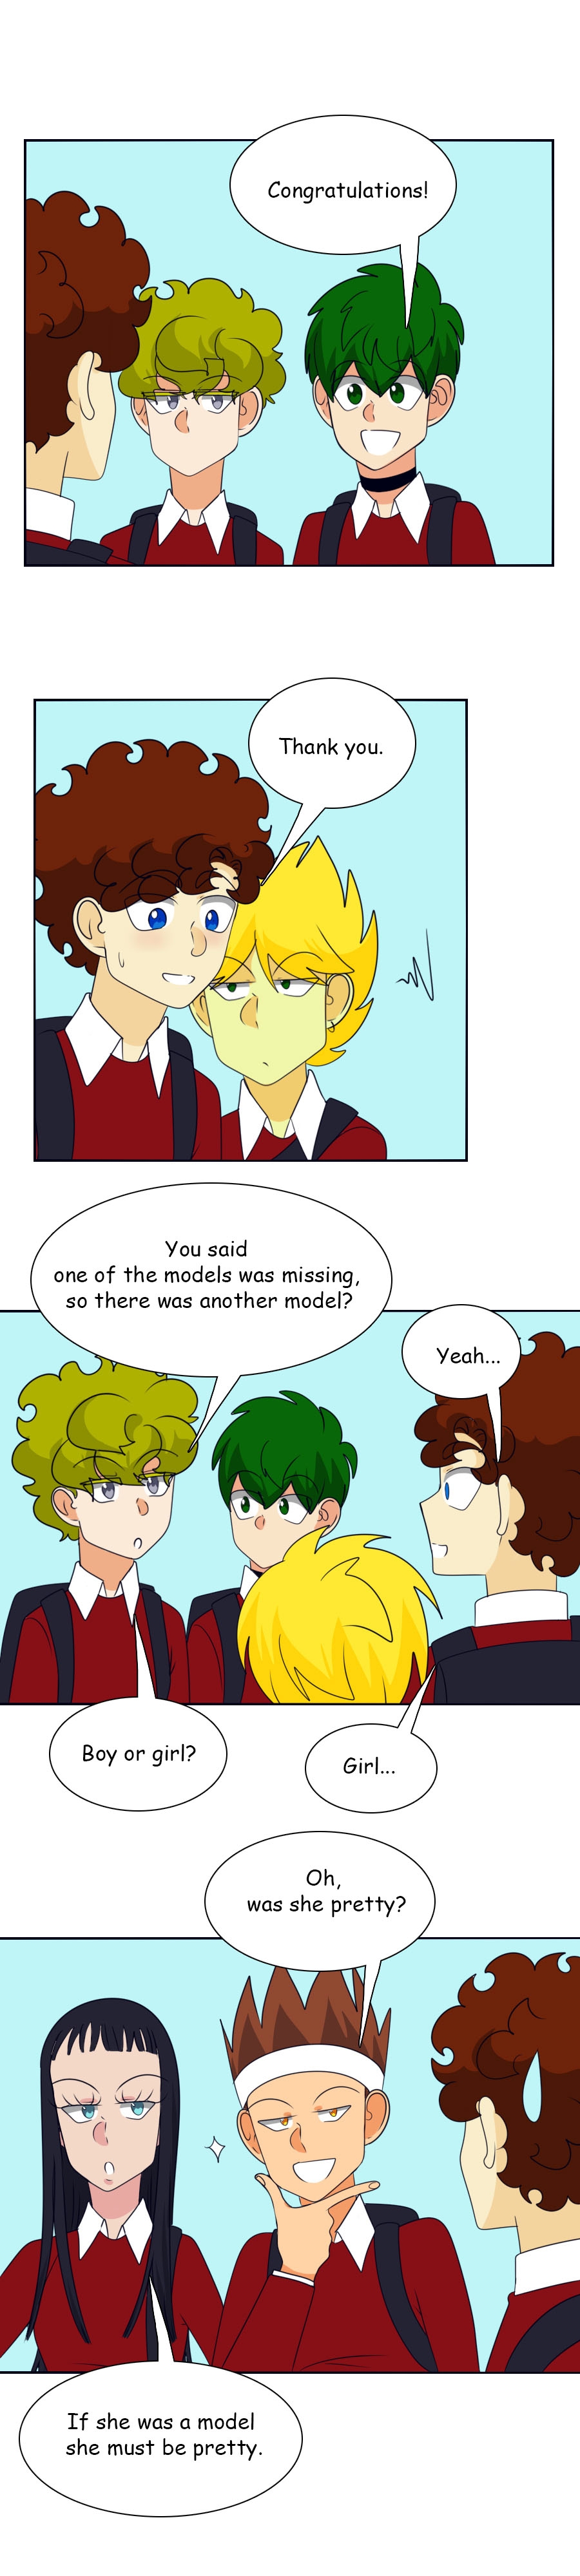 Congratulations!
Thank you.
You said
one of the models was missing,
so there was another model?
Yeah...
Boy or girl?
Girl...
Oh,
was she pretty?
If she was a model
she must be pretty.